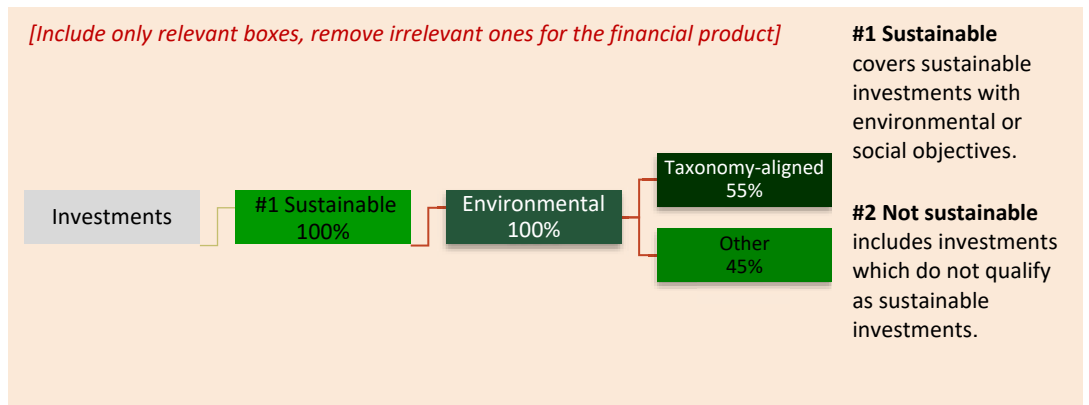 [Include only relevant boxes, remove irrelevant ones for the financial product]
Investments
#1 Sustainable
100%
Environmental
100%
Taxonomy-aligned
55%
Other
45%
#1 Sustainable
covers sustainable
investments with
environmental or
social objectives.
#2 Not sustainable
includes investments
which do not qualify
as sustainable
investments.